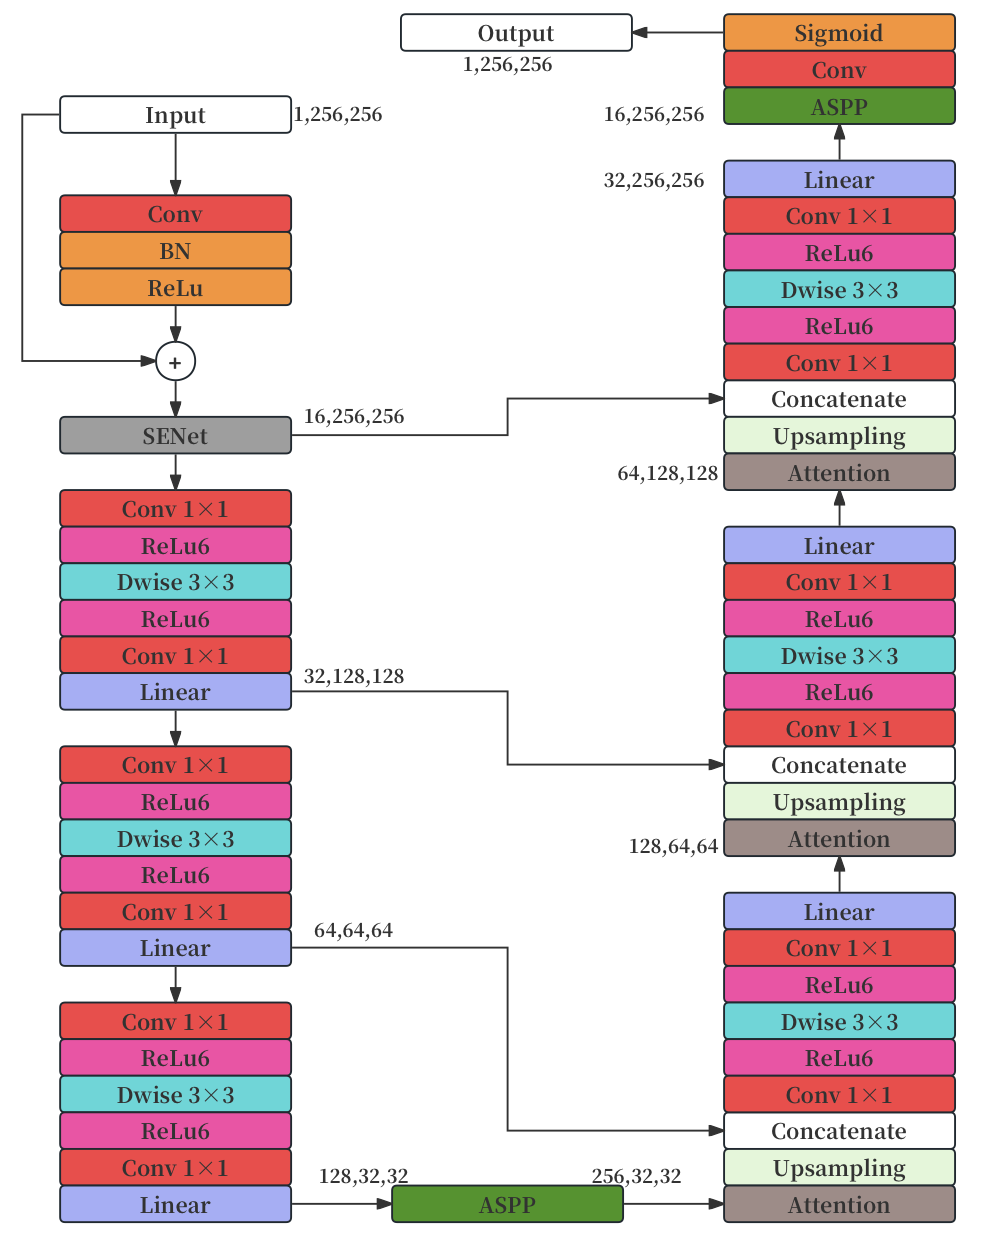 Input
1,256,256
Conv
BN
ReLu
+
SENet
16,256,256
Conv 1×1
ReLu6
Dwise 3×3
ReLu6
Conv 1×1
Linear
32,128,128
Conv 1×1
ReLu6
Dwise 3×3
ReLu6
Conv 1×1
Linear
64,64,64
Conv 1×1
ReLu6
Dwise 3×3
ReLu6
Conv 1×1
Linear
128,32,32
ASPP
256,32,32
Output
1,256,256
Sigmoid
Conv
ASPP
16,256,256
32,256,256
Linear
Conv 1×1
ReLu6
Dwise 3×3
ReLu6
Conv 1×1
Concatenate
Upsampling
Attention
64,128,128
Linear
Conv 1×1
ReLu6
Dwise 3×3
ReLu6
Conv 1×1
Concatenate
Upsampling
Attention
128,64,64
Linear
Conv 1×1
ReLu6
Dwise 3×3
ReLu6
Conv 1×1
Concatenate
Upsampling
Attention